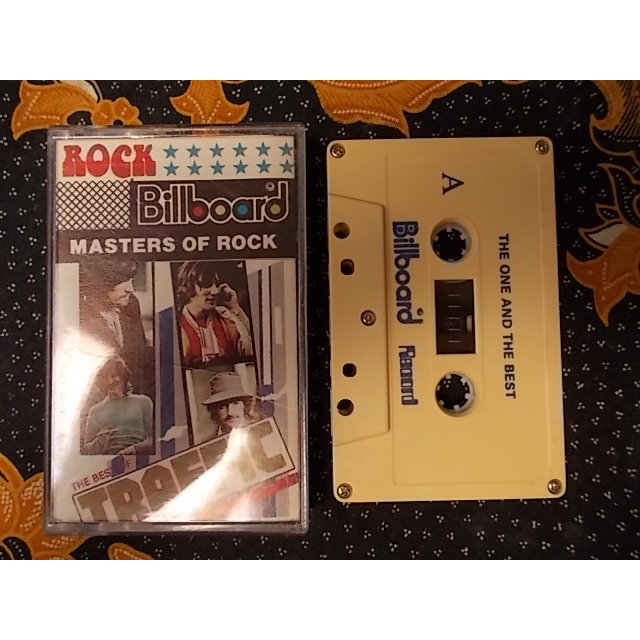 ROCK
Billboard®
MASTERS OF ROCK
THE BEST OF
TRAFFIC
A
Billboard Record
THE ONE AND THE BEST